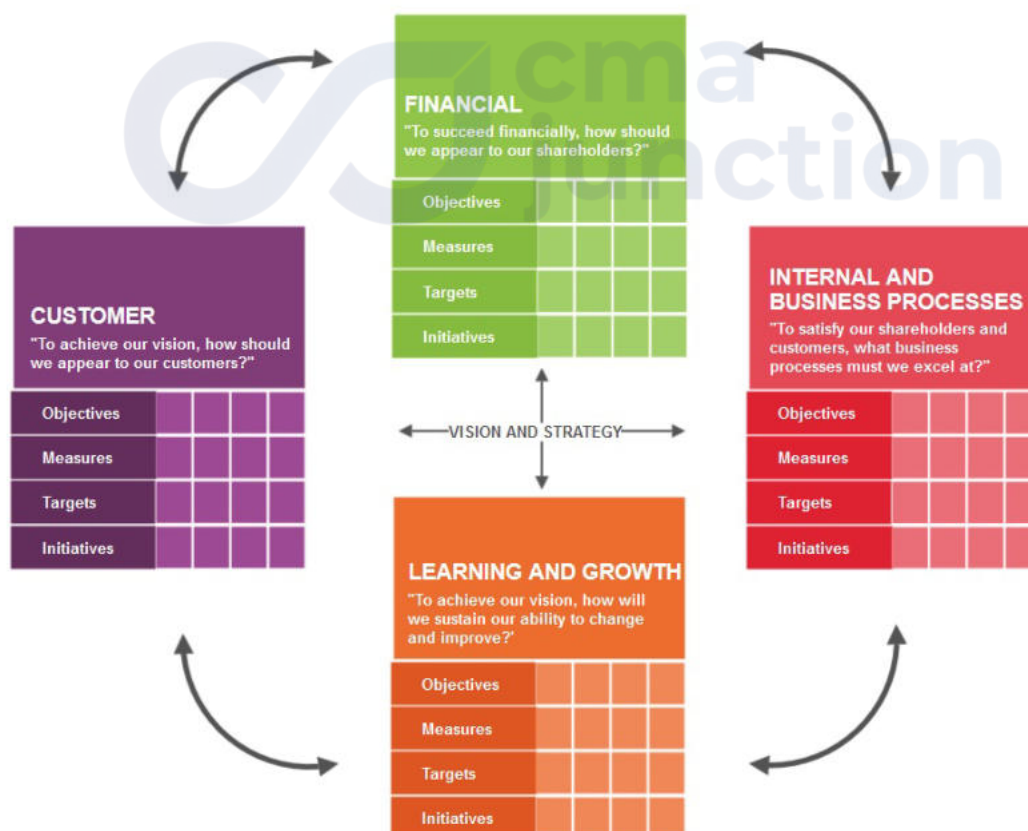 cma
junction
FINANCIAL
"To succeed financially, how should
we appear to our shareholders?"
Objectives
Measures
Targets
Initiatives
CUSTOMER
"To achieve our vision, how should
we appear to our customers?"
Objectives
Measures
Targets
Initiatives
VISION AND STRATEGY
INTERNAL AND
BUSINESS PROCESSES
"To satisfy our shareholders and
customers, what business
processes must we excel at?"
Objectives
Measures
Targets
Initiatives
LEARNING AND GROWTH
"To achieve our vision, how will
we sustain our ability to change
and improve?'
Objectives
Measures
Targets
Initiatives